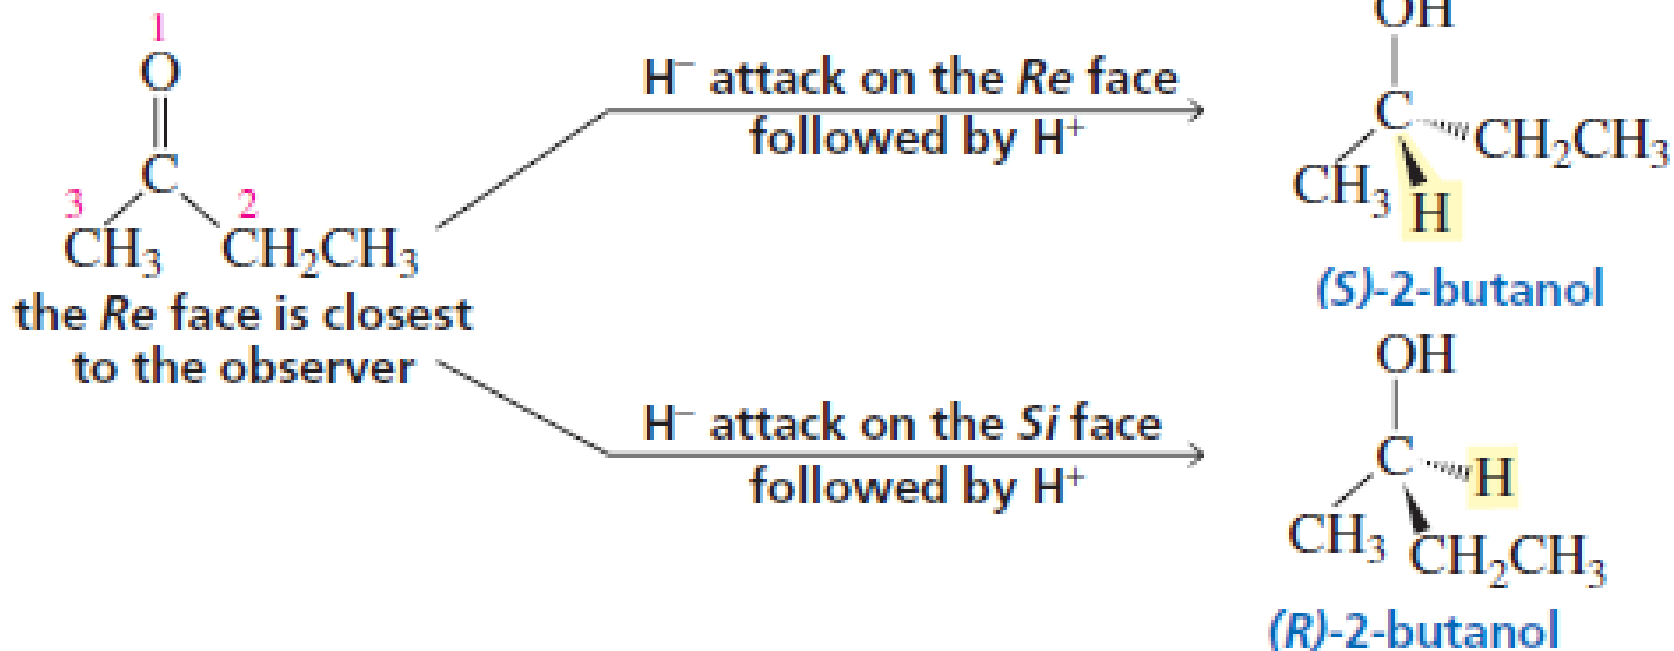 1
O
C
3
2
CH₃
CH₂CH₃
the Re face is closest
to the observer
H⁻ attack on the Re face
followed by H⁺
OH
C
CH₂CH₃
CH₃
H
(S)-2-butanol
H⁻ attack on the Si face
followed by H⁺
OH
C
H
CH₃
CH₂CH₃
(R)-2-butanol